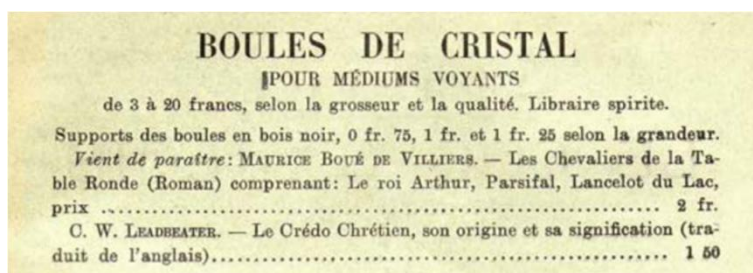 BOULES DE CRISTAL
POUR MÉDIUMS VOYANTS
de 3 à 20 francs, selon la grosseur et la qualité. Libraire spirite.
Supports des boules en bois noir, 0 fr. 75, 1 fr. et 1 fr. 25 selon la grandeur.
Vient de paraître: MAURICE BOUÉ DE VILLIERS. — Les Chevaliers de la Ta-
ble Ronde (Roman) comprenant: Le roi Arthur, Parsifal, Lancelot du Lac,
prix ................................................................ 2 fr.
C. W. LEADBEATER. — Le Crédo Chrétien, son origine et sa signification (tra-
duit de l'anglais)................................................ 1 50